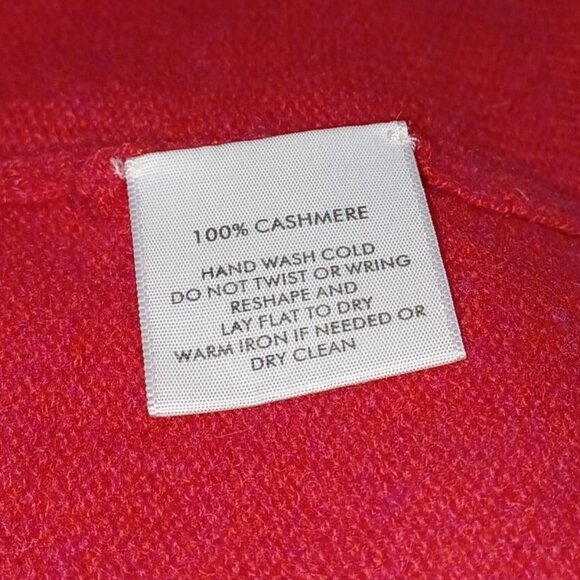 100% CASHMERE
HAND WASH COLD
DO NOT TWIST OR WRING
RESHAPE AND
LAY FLAT TO DRY
WARM IRON IF NEEDED OR
DRY CLEAN